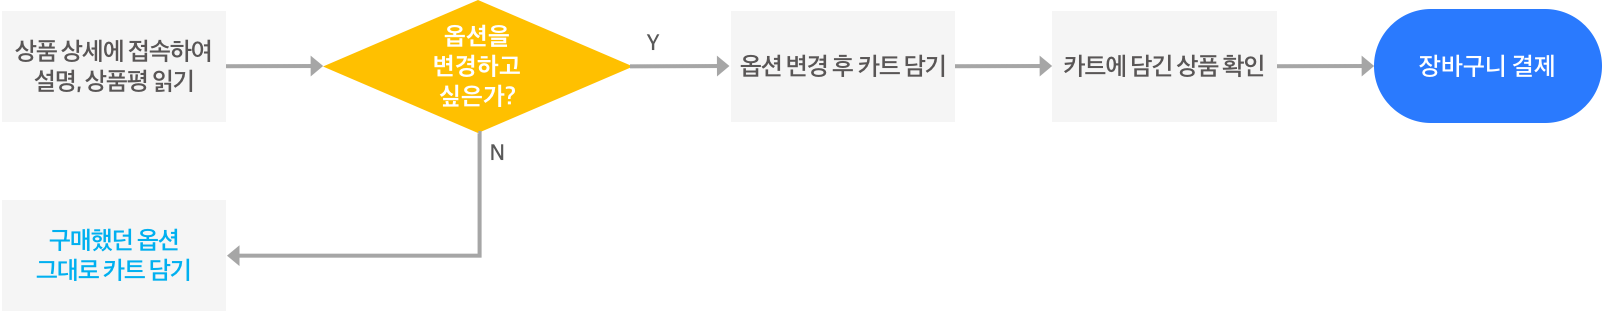 상품 상세에 접속하여
설명, 상품평 읽기
옵션을
변경하고
싶은가?
Y
옵션 변경 후 카트 담기
카트에 담긴 상품 확인
장바구니 결제
N
구매했던 옵션
그대로 카트 담기